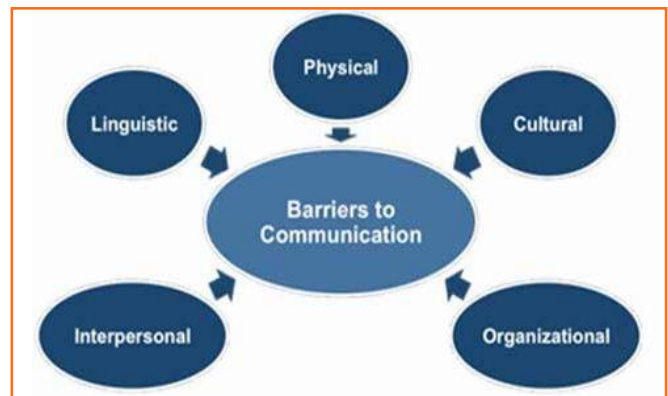 Physical
Linguistic
Cultural
Barriers to
Communication
Interpersonal
Organizational